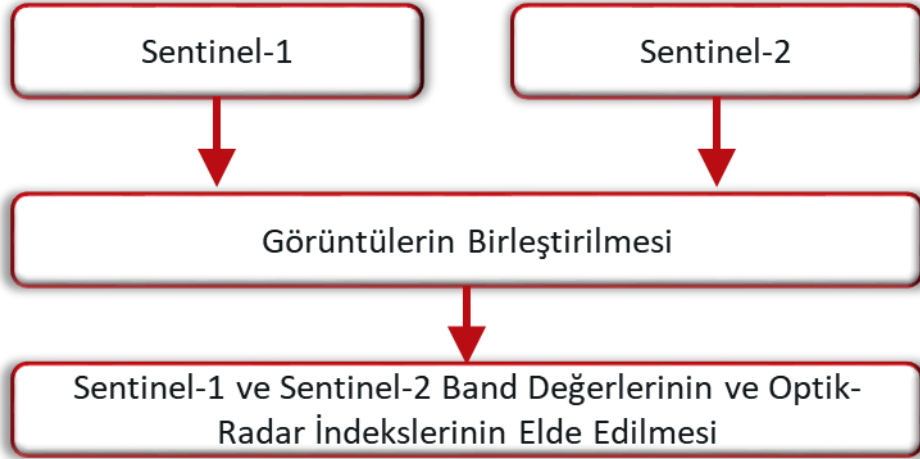 Sentinel-1
Sentinel-2
Görüntülerin Birleştirilmesi
Sentinel-1 ve Sentinel-2 Band Değerlerinin ve Optik-
Radar İndekslerinin Elde Edilmesi